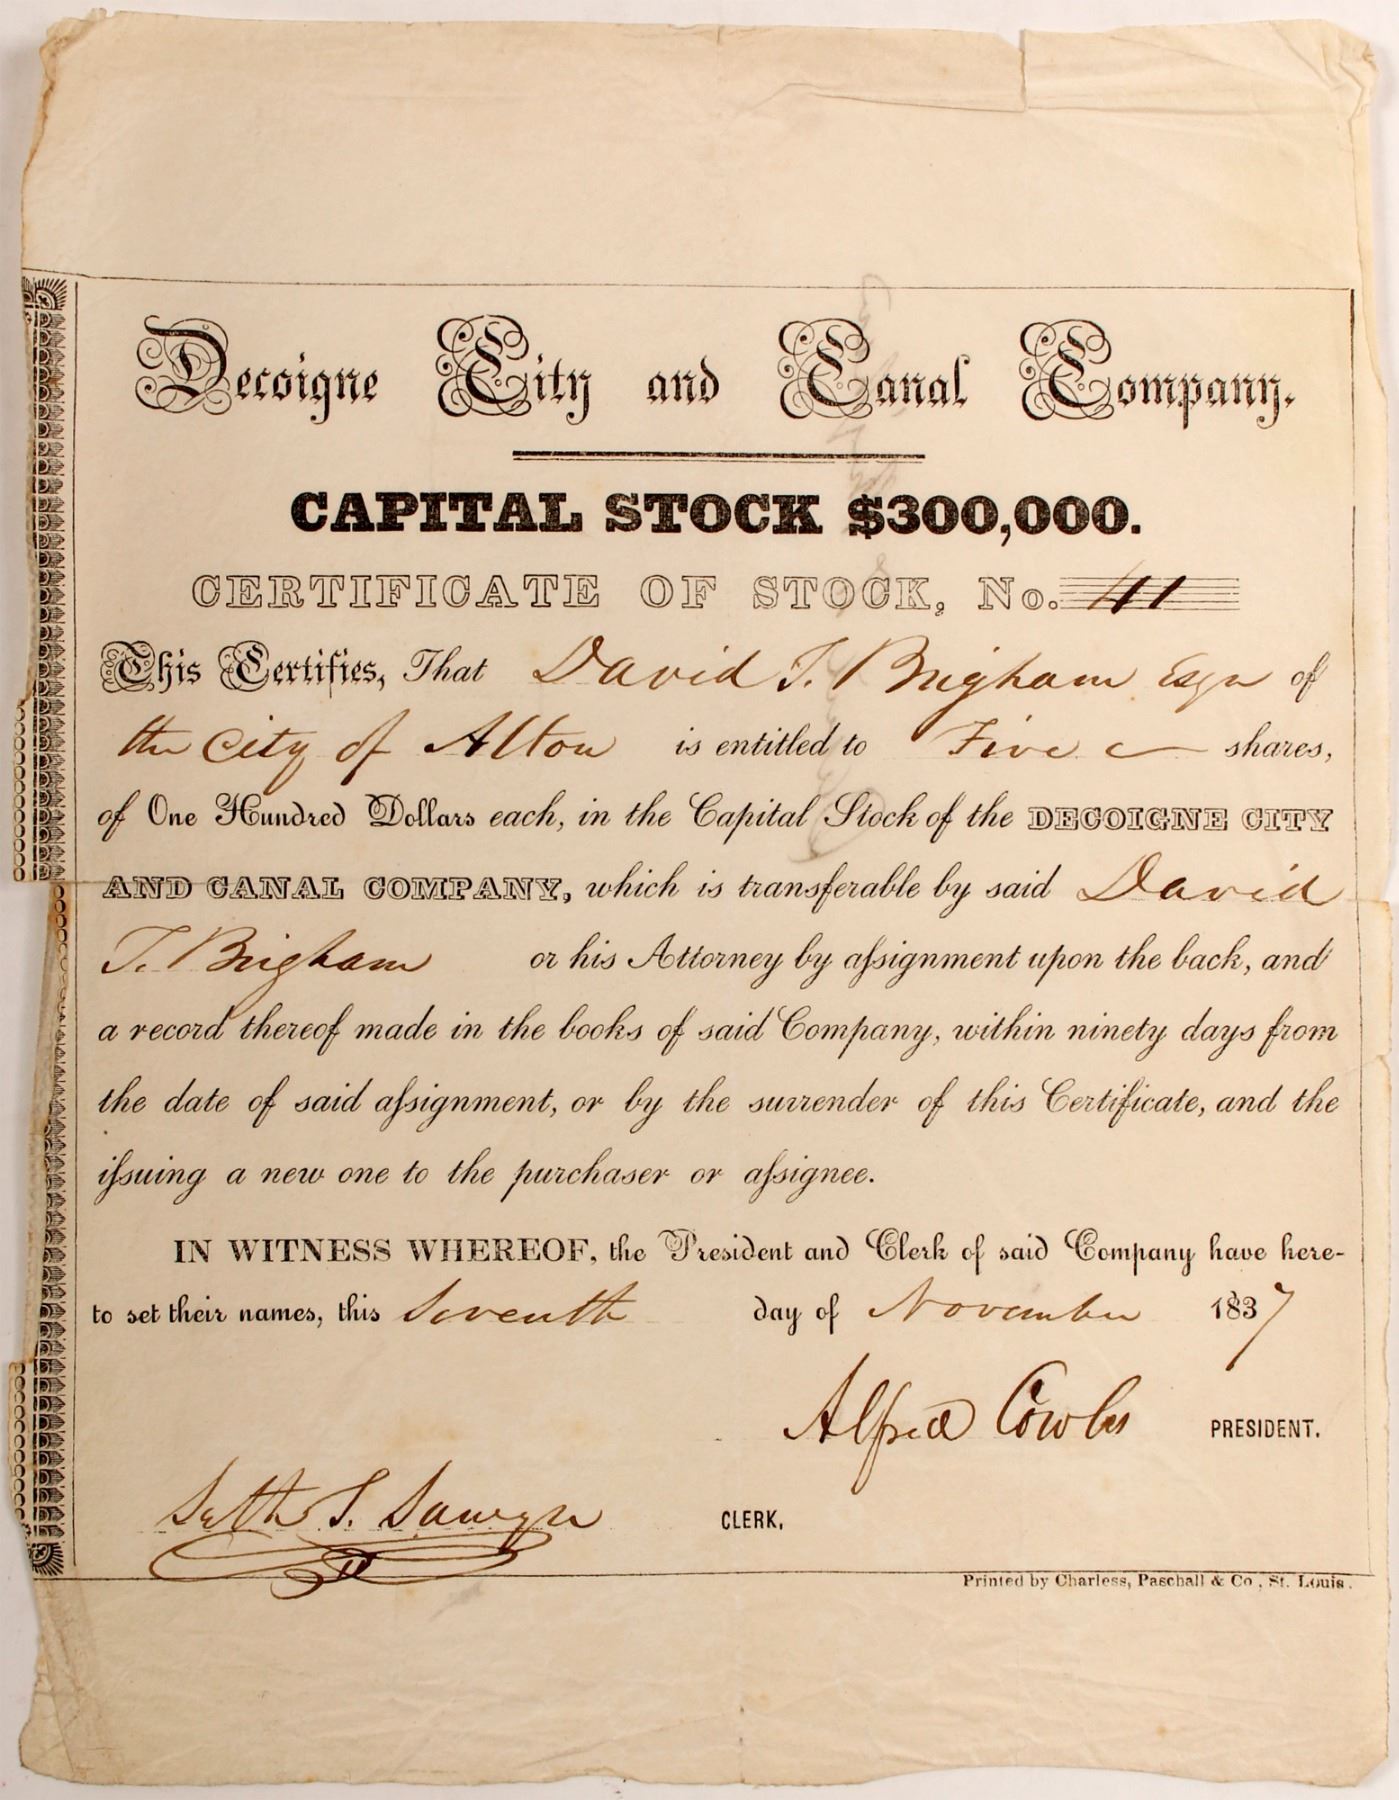 Decoigne City and Canal Company.
CAPITAL STOCK $300,000.
CERTIFICATE OF STOCK, No. 41
This Certifies, That David T. Brigham Esqr of
the City of Alton is entitled to Five shares,
of One Hundred Dollars each, in the Capital Stock of the DECOIGNE CITY
AND CANAL COMPANY, which is transferable by said David
T. Brigham or his Attorney by aſsignment upon the back, and
a record thereof made in the books of said Company, within ninety days from
the date of said aſsignment, or by the surrender of this Certificate, and the
iſsuing a new one to the purchaser or aſsignee.
IN WITNESS WHEREOF, the President and Clerk of said Company have here-
to set their names, this Seventh day of November 1837
Alfred Cowles PRESIDENT.
Seth T. Sawyer CLERK,
Printed by Charless, Paschall & Co., St. Louis.